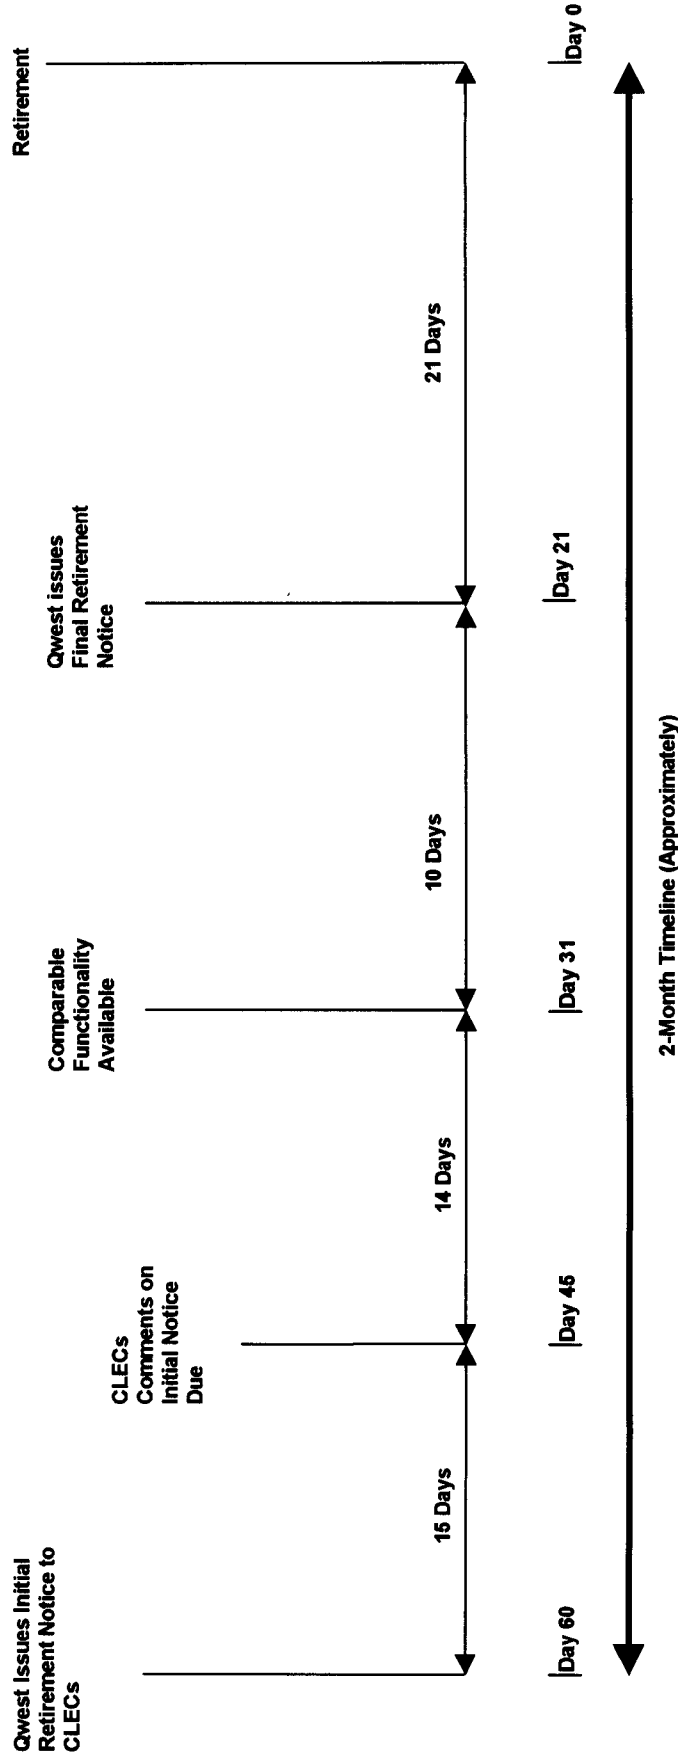 Qwest Issues Initial
Retirement Notice to
CLECs
CLECs
Comments on
Initial Notice
Due
Comparable
Functionality
Available
Qwest issues
Final Retirement
Notice
Retirement
15 Days
14 Days
10 Days
21 Days
Day 60
Day 45
Day 31
Day 21
Day 0
2-Month Timeline (Approximately)